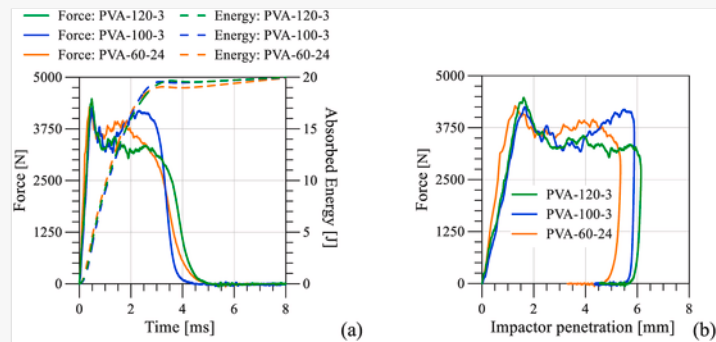 Force: PVA-120-3 Energy: PVA-120-3
Force: PVA-100-3 Energy: PVA-100-3
Force: PVA-60-24 Energy: PVA-60-24
5000
3750
2500
1250
0
Force [N]
20
15
10
5
0
Absorbed Energy [J]
0 2 4 6 8
Time [ms]
(a)
5000
3750
2500
1250
0
Force [N]
PVA-120-3
PVA-100-3
PVA-60-24
0 2 4 6 8
Impactor penetration [mm]
(b)